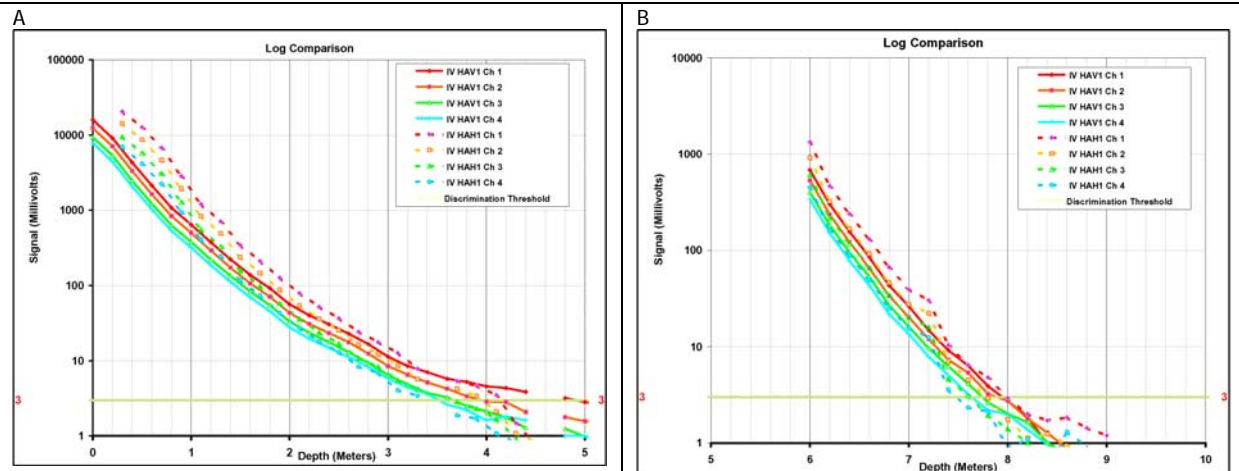 A
Log Comparison
Signal (Millivolts)
100000
10000
1000
100
10
1
3
3
0
1
2
3
4
5
Depth (Meters)
IV HAV1 Ch 1
IV HAV1 Ch 2
IV HAV1 Ch 3
IV HAV1 Ch 4
IV HAH1 Ch 1
IV HAH1 Ch 2
IV HAH1 Ch 3
IV HAH1 Ch 4
Discrimination Threshold
B
Log Comparison
Signal (Millivolts)
10000
1000
100
10
1
3
3
5
6
7
8
9
10
Depth (Meters)
IV HAV1 Ch 1
IV HAV1 Ch 2
IV HAV1 Ch 3
IV HAV1 Ch 4
IV HAH1 Ch 1
IV HAH1 Ch 2
IV HAH1 Ch 3
IV HAH1 Ch 4
Discrimination Threshold